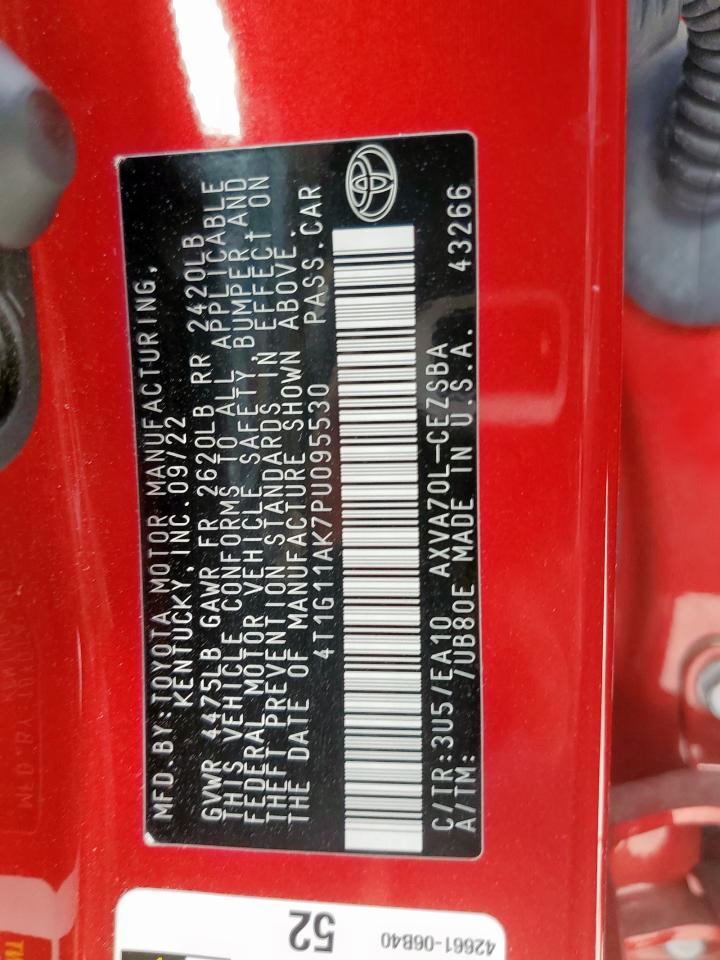 MFD.BY:TOYOTA MOTOR MANUFACTURING,
KENTUCKY,INC.09/22
GVWR 4475LB GAWR FR 2620LB RR 2420LB
THIS VEHICLE CONFORMS TO ALL APPLICABLE
FEDERAL MOTOR VEHICLE SAFETY,BUMPER,AND
THEFT PREVENTION STANDARDS IN EFFECT ON
THE DATE OF MANUFACTURE SHOWN ABOVE.
4T1G11AK7PU095530 PASS.CAR
C/TR:3U5/EA10 AXVA70L-CEZSBA
A/TM: /UB80E MADE IN U.S.A. 43266
52
42661-06B40